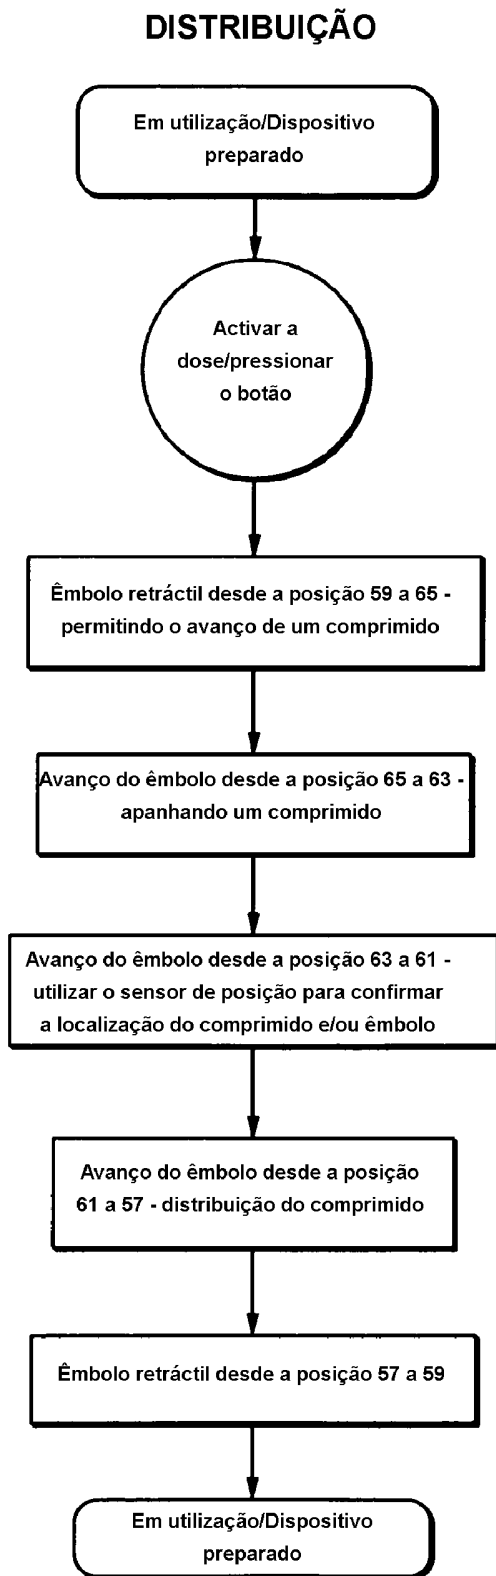 DISTRIBUIÇÃO
Em utilização/Dispositivo
preparado
Activar a
dose/pressionar
o botão
Êmbolo retráctil desde a posição 59 a 65 -
permitindo o avanço de um comprimido
Avanço do êmbolo desde a posição 65 a 63 -
apanhando um comprimido
Avanço do êmbolo desde a posição 63 a 61 -
utilizar o sensor de posição para confirmar
a localização do comprimido e/ou êmbolo
Avanço do êmbolo desde a posição
61 a 57 - distribuição do comprimido
Êmbolo retráctil desde a posição 57 a 59
Em utilização/Dispositivo
preparado